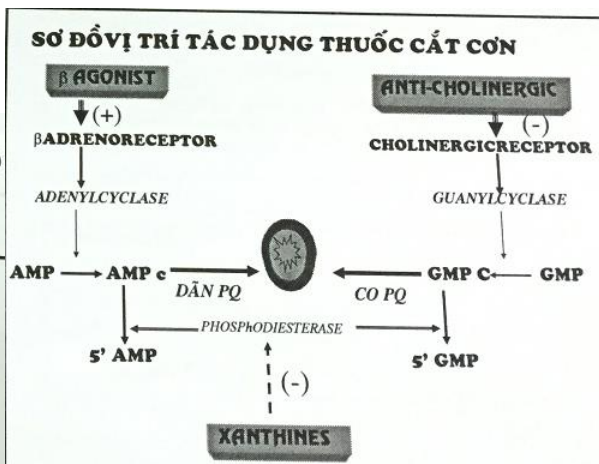 SƠ ĐỒ VỊ TRÍ TÁC DỤNG THUỐC CẮT CƠN
β AGONIST
ANTI-CHOLINERGIC
(+)
(-)
βADRENORECEPTOR
CHOLINERGICRECEPTOR
ADENYLCYCLASE
GUANYLCYCLASE
AMP
AMP c
GMP C
GMP
DÃN PQ
CO PQ
PHOSPhODIESTERASE
5' AMP
5' GMP
(-)
XANTHINES